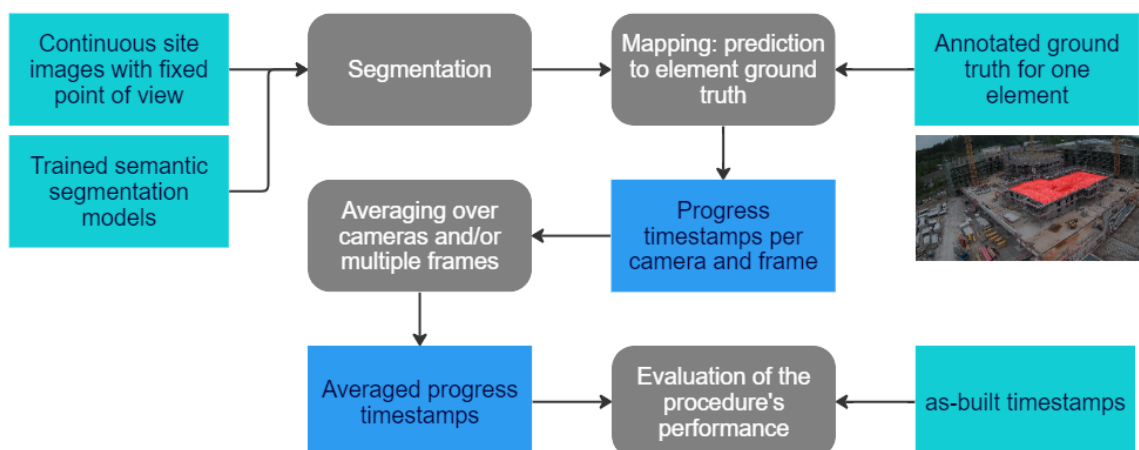 Continuous site
images with fixed
point of view
Segmentation
Mapping: prediction
to element ground
truth
Annotated ground
truth for one
element
Trained semantic
segmentation
models
Averaging over
cameras and/or
multiple frames
Progress
timestamps per
camera and frame
Averaged progress
timestamps
Evaluation of the
procedure's
performance
as-built timestamps